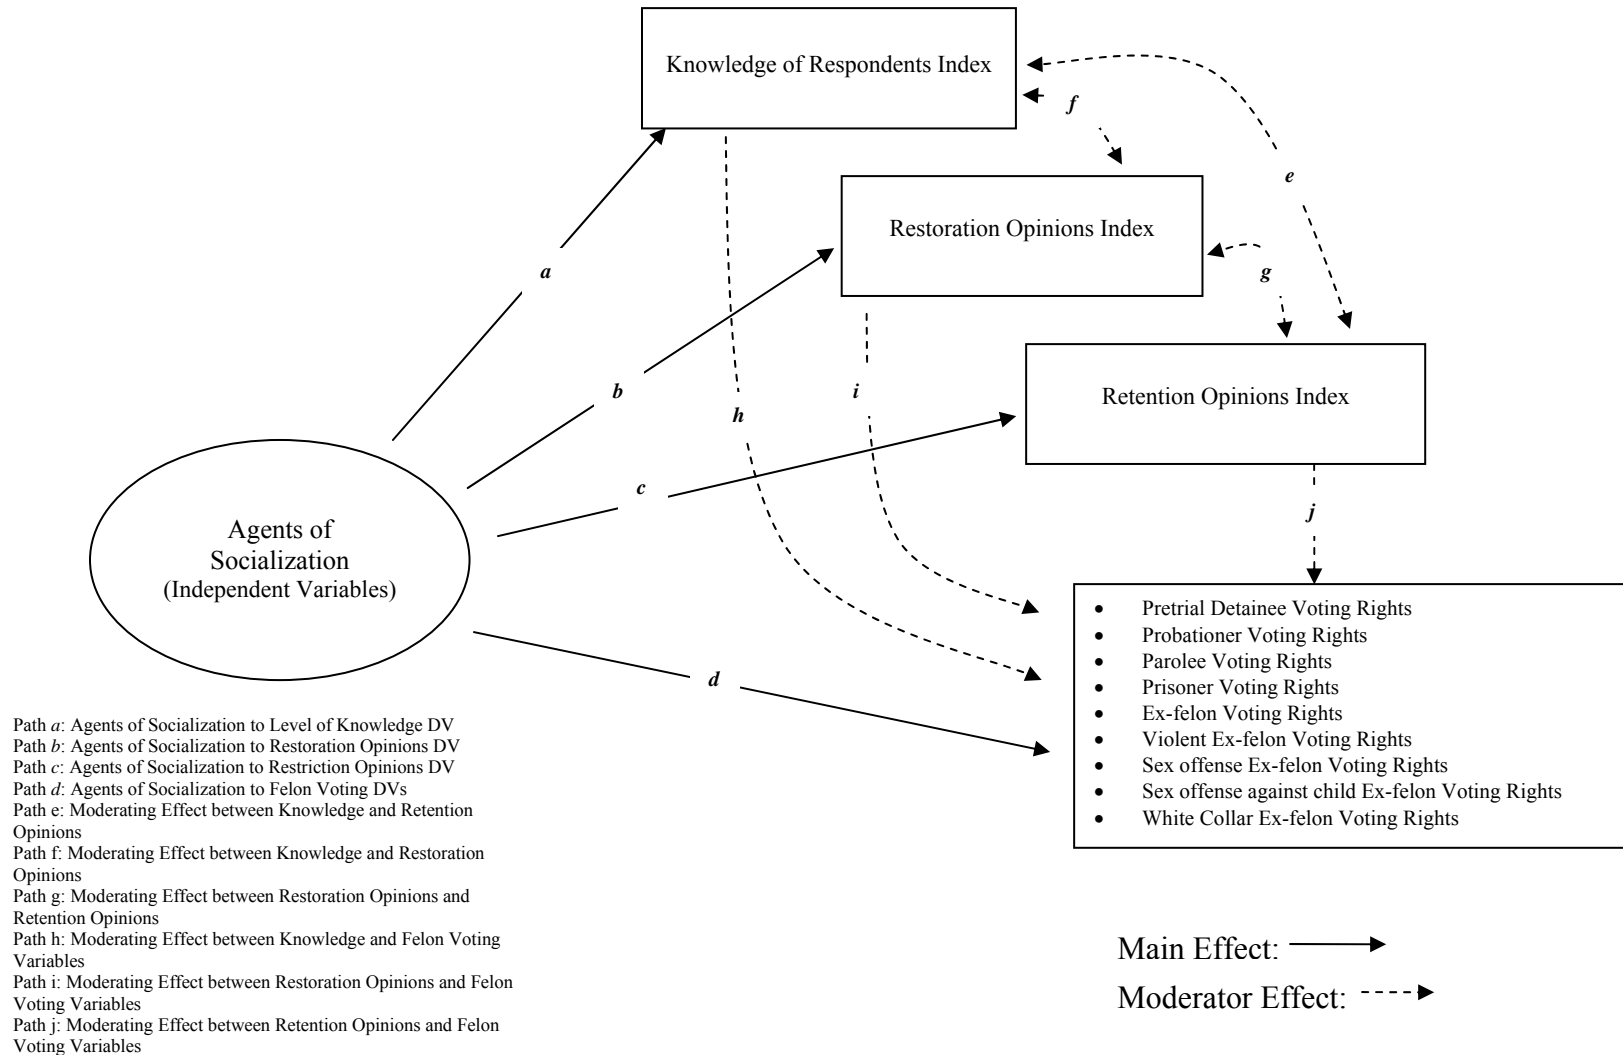 Knowledge of Respondents Index
f
e
Restoration Opinions Index
g
a
Retention Opinions Index
b
i
h
c
j
Agents of
Socialization
(Independent Variables)
d
• Pretrial Detainee Voting Rights
• Probationer Voting Rights
• Parolee Voting Rights
• Prisoner Voting Rights
• Ex-felon Voting Rights
• Violent Ex-felon Voting Rights
• Sex offense Ex-felon Voting Rights
• Sex offense against child Ex-felon Voting Rights
• White Collar Ex-felon Voting Rights
Path a: Agents of Socialization to Level of Knowledge DV
Path b: Agents of Socialization to Restoration Opinions DV
Path c: Agents of Socialization to Restriction Opinions DV
Path d: Agents of Socialization to Felon Voting DVs
Path e: Moderating Effect between Knowledge and Retention
Opinions
Path f: Moderating Effect between Knowledge and Restoration
Opinions
Path g: Moderating Effect between Restoration Opinions and
Retention Opinions
Path h: Moderating Effect between Knowledge and Felon Voting
Variables
Path i: Moderating Effect between Restoration Opinions and Felon
Voting Variables
Path j: Moderating Effect between Retention Opinions and Felon
Voting Variables
Main Effect:
Moderator Effect: